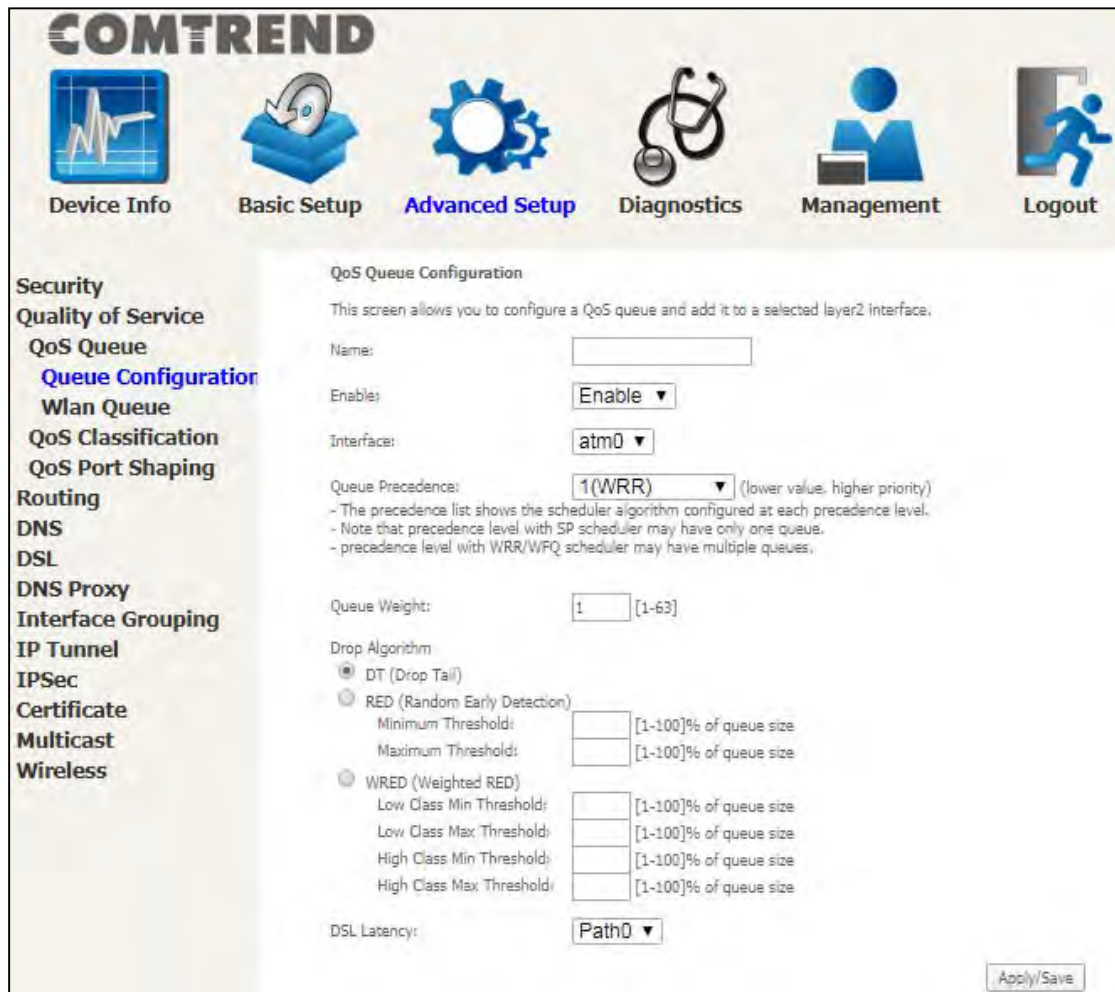 COMTREND
Device Info
Basic Setup
Advanced Setup
Diagnostics
Management
Logout
Security
Quality of Service
QoS Queue
Queue Configuration
Wlan Queue
QoS Classification
QoS Port Shaping
Routing
DNS
DSL
DNS Proxy
Interface Grouping
IP Tunnel
IPSec
Certificate
Multicast
Wireless
QoS Queue Configuration
This screen allows you to configure a QoS queue and add it to a selected layer2 interface.
Name:
Enable: Enable
Interface: atm0
Queue Precedence: 1(WRR) (lower value, higher priority)
- The precedence list shows the scheduler algorithm configured at each precedence level.
- Note that precedence level with SP scheduler may have only one queue.
- precedence level with WRR/WFQ scheduler may have multiple queues.
Queue Weight: 1 [1-63]
Drop Algorithm
DT (Drop Tail)
RED (Random Early Detection)
Minimum Threshold: [1-100]% of queue size
Maximum Threshold: [1-100]% of queue size
WRED (Weighted RED)
Low Class Min Threshold: [1-100]% of queue size
Low Class Max Threshold: [1-100]% of queue size
High Class Min Threshold: [1-100]% of queue size
High Class Max Threshold: [1-100]% of queue size
DSL Latency: Path0
Apply/Save